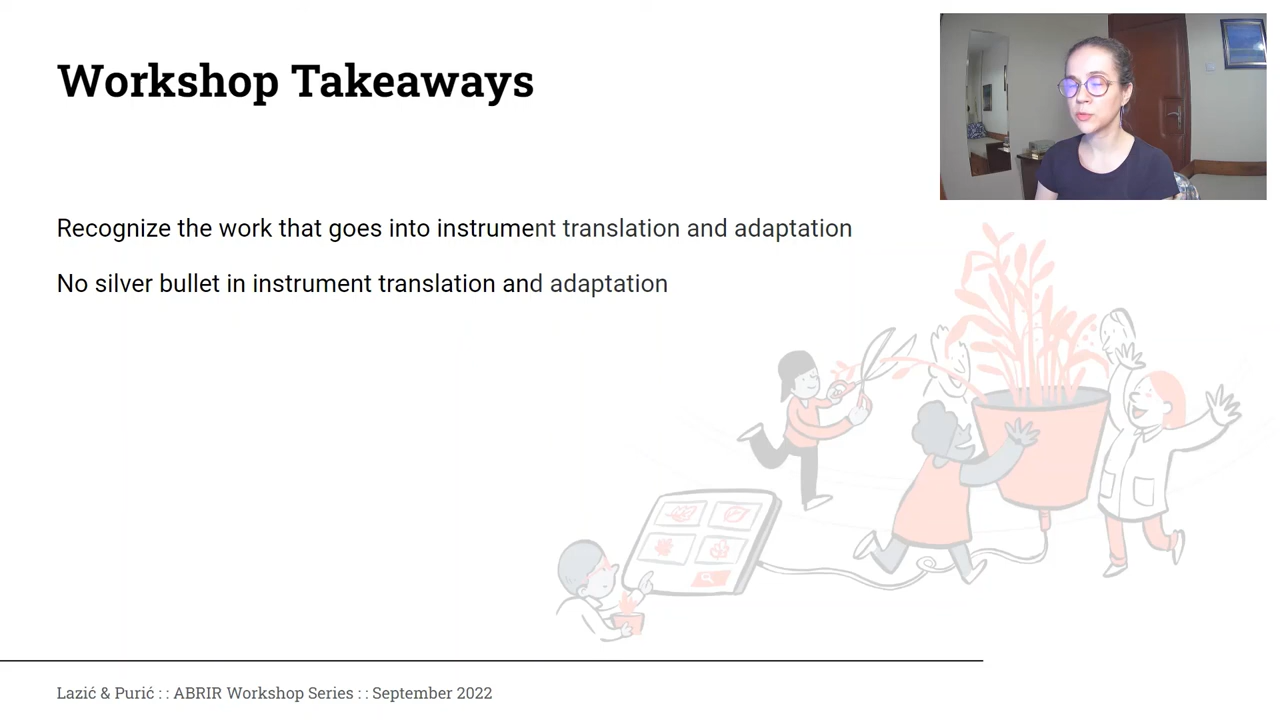 Workshop Takeaways
Recognize the work that goes into instrument translation and adaptation
No silver bullet in instrument translation and adaptation
Lazić & Purić : : ABRIR Workshop Series : : September 2022